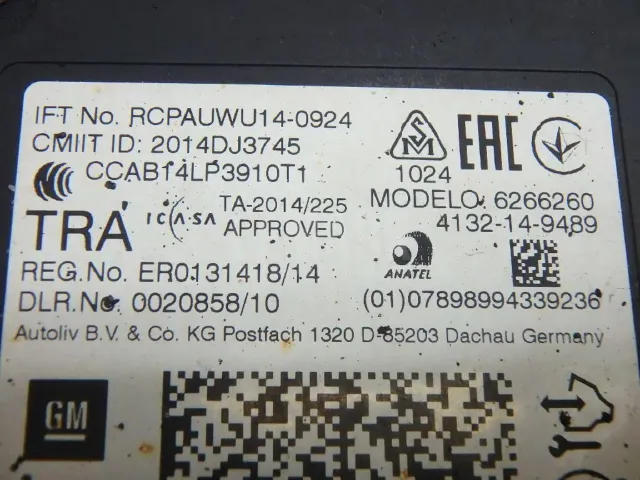 IFT No. RCPAUWU14-0924
CMIIT ID: 2014DJ3745
CCAB14LP3910T1
TRA
ICASA
TA-2014/225
APPROVED
REG.No. ER0131418/14
DLR.No. 0020858/10
SM
1024
EAC
MODELO 6266260
4132-14-9489
ANATEL
(01)07898994339236
Autoliv B.V. & Co. KG Postfach 1320 D-85203 Dachau Germany
GM